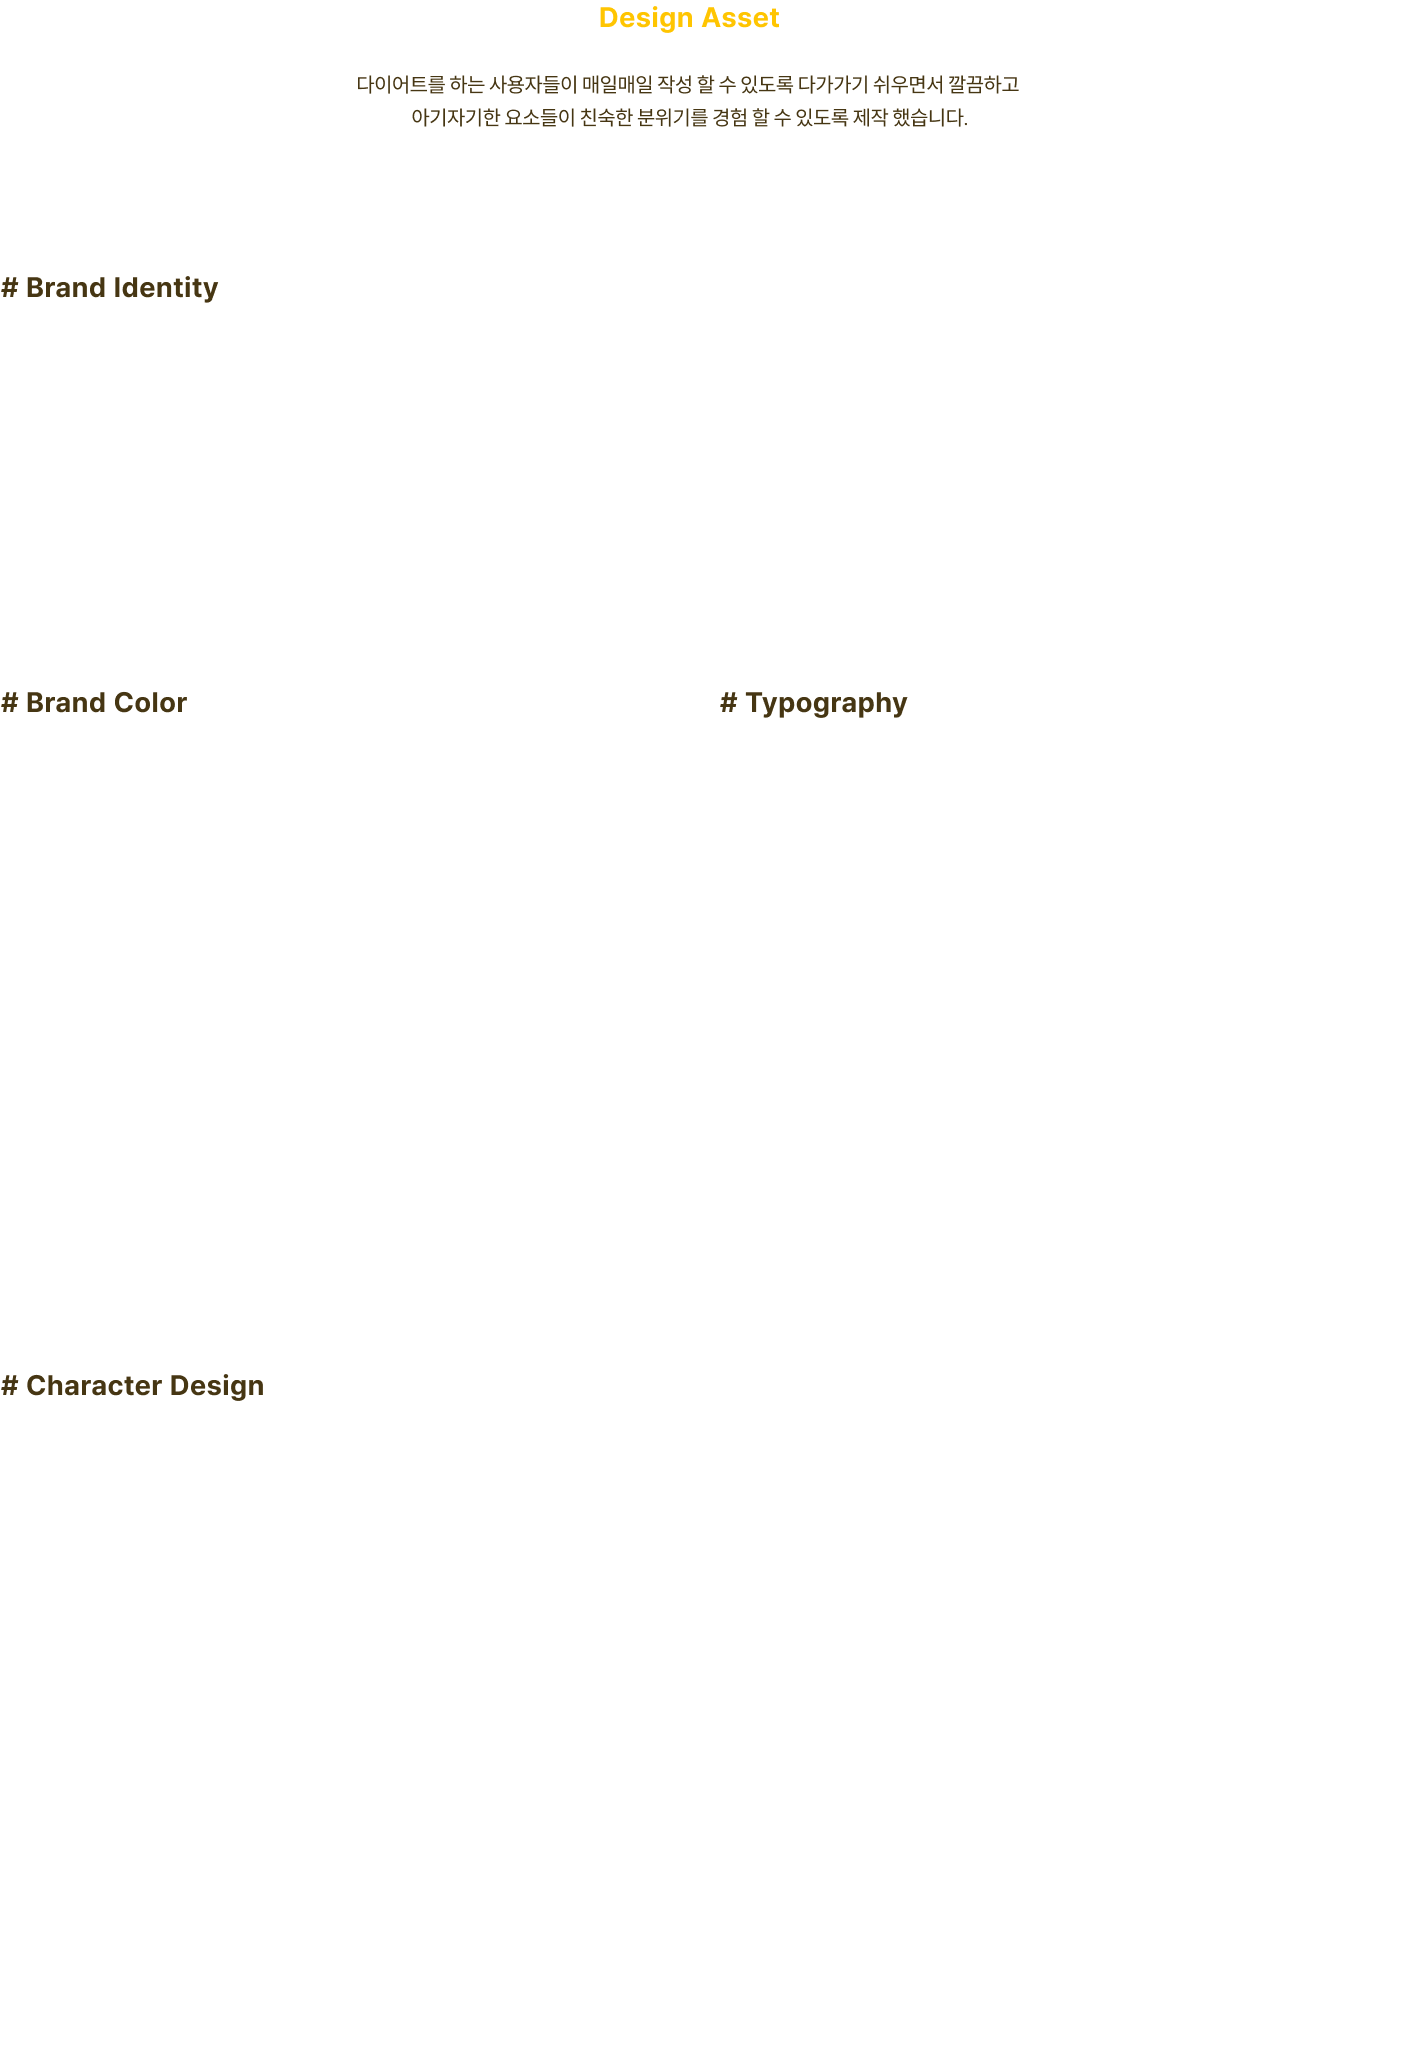 Design Asset
다이어트를 하는 사용자들이 매일매일 작성 할 수 있도록 다가가기 쉬우면서 깔끔하고
아기자기한 요소들이 친숙한 분위기를 경험 할 수 있도록 제작 했습니다.
# Brand Identity
# Brand Color
# Typography
# Character Design